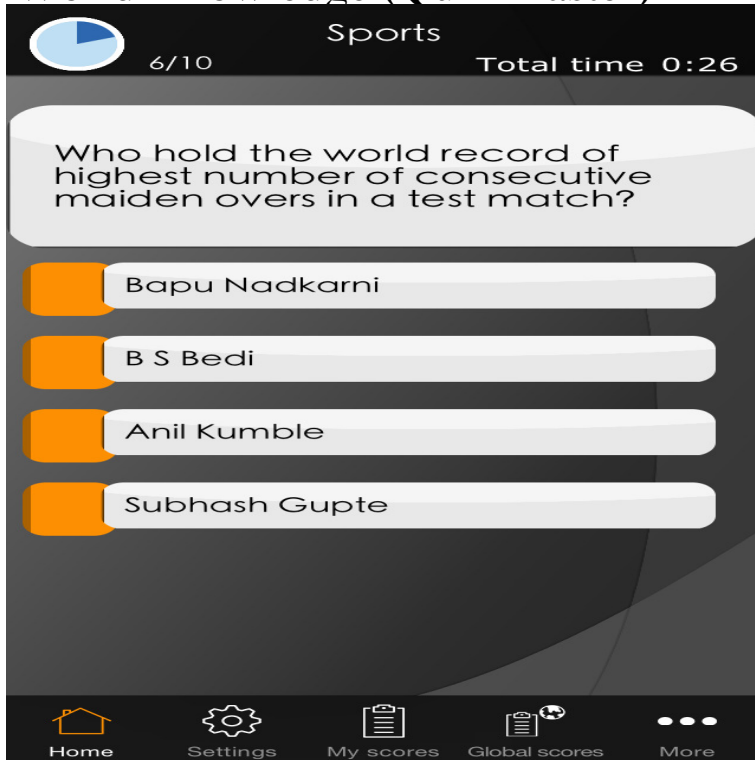 Sports
6/10
Total time 0:26
Who hold the world record of
highest number of consecutive
maiden overs in a test match?
Bapu Nadkarni
B S Bedi
Anil Kumble
Subhash Gupte
Home Settings My scores Global scores More